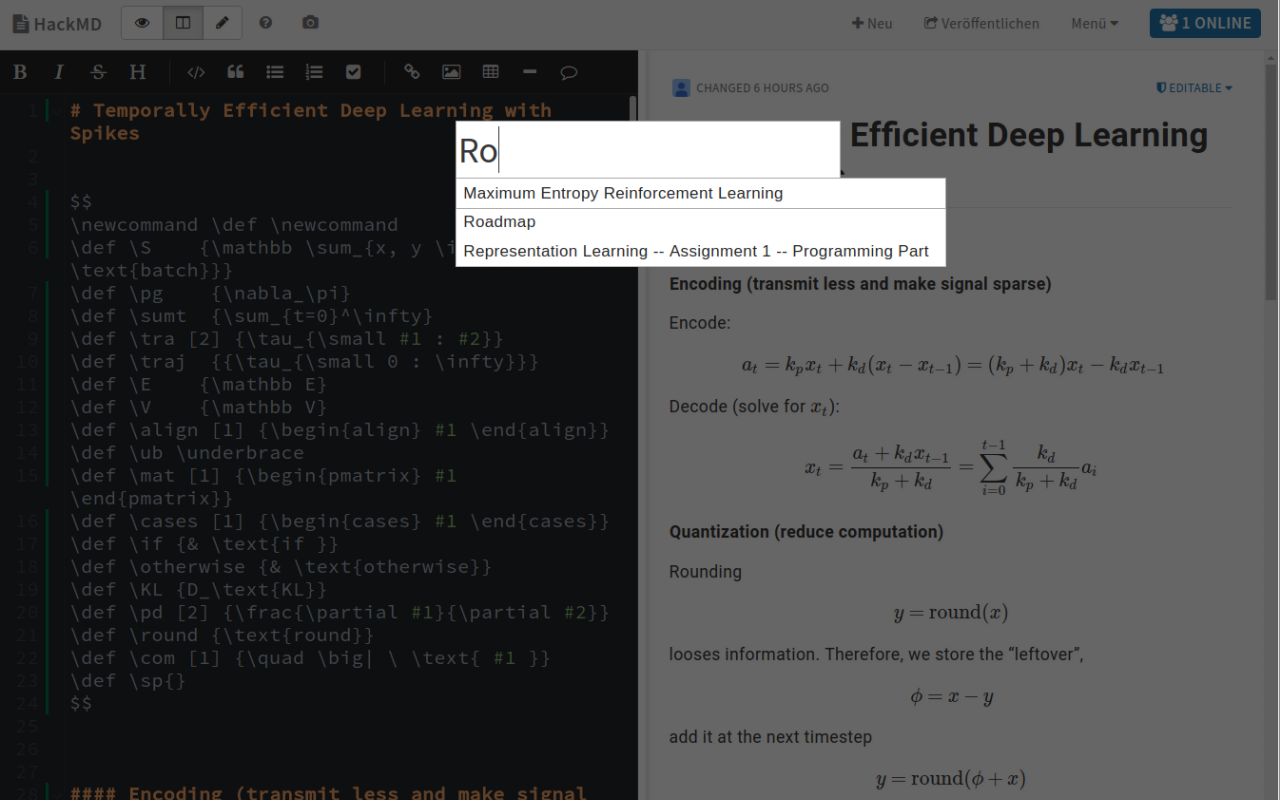 HackMD
Neu
Veröffentlichen
Menü
1 ONLINE
B I S H
CHANGED 6 HOURS AGO
EDITABLE
Efficient Deep Learning
Ro
Maximum Entropy Reinforcement Learning
Roadmap
Representation Learning -- Assignment 1 -- Programming Part
1 # Temporally Efficient Deep Learning with
Spikes
2
3
4 $$
5 \newcommand \def \newcommand
6 \def \S {\mathbb \sum_{x, y \i
\text{batch}}}
7 \def \pg {\nabla_\pi}
8 \def \sumt {\sum_{t=0}^\infty}
9 \def \tra [2] {\tau_{\small #1 : #2}}
10 \def \traj {{\tau_{\small 0 : \infty}}}
11 \def \E {\mathbb E}
12 \def \V {\mathbb V}
13 \def \align [1] {\begin{align} #1 \end{align}}
14 \def \ub \underbrace
15 \def \mat [1] {\begin{pmatrix} #1
\end{pmatrix}}
16 \def \cases [1] {\begin{cases} #1 \end{cases}}
17 \def \if {& \text{if }}
18 \def \otherwise {& \text{otherwise}}
19 \def \KL {D_\text{KL}}
20 \def \pd [2] {\frac{\partial #1}{\partial #2}}
21 \def \round {\text{round}}
22 \def \com [1] {\quad \big| \ \text{ #1 }}
23 \def \sp{}
24 $$
25
26
27
28 #### Encoding (transmit less and make signal
Encoding (transmit less and make signal sparse)
Encode:
a_t = k_p x_t + k_d(x_t − x_{t−1}) = (k_p + k_d)x_t − k_d x_{t−1}
Decode (solve for x_t):
x_t = \frac{a_t + k_d x_{t−1}}{k_p + k_d} = \sum_{i=0}^{t−1} \frac{k_d}{k_p + k_d} a_i
Quantization (reduce computation)
Rounding
y = round(x)
looses information. Therefore, we store the “leftover”,
ϕ = x − y
add it at the next timestep
y = round(ϕ + x)